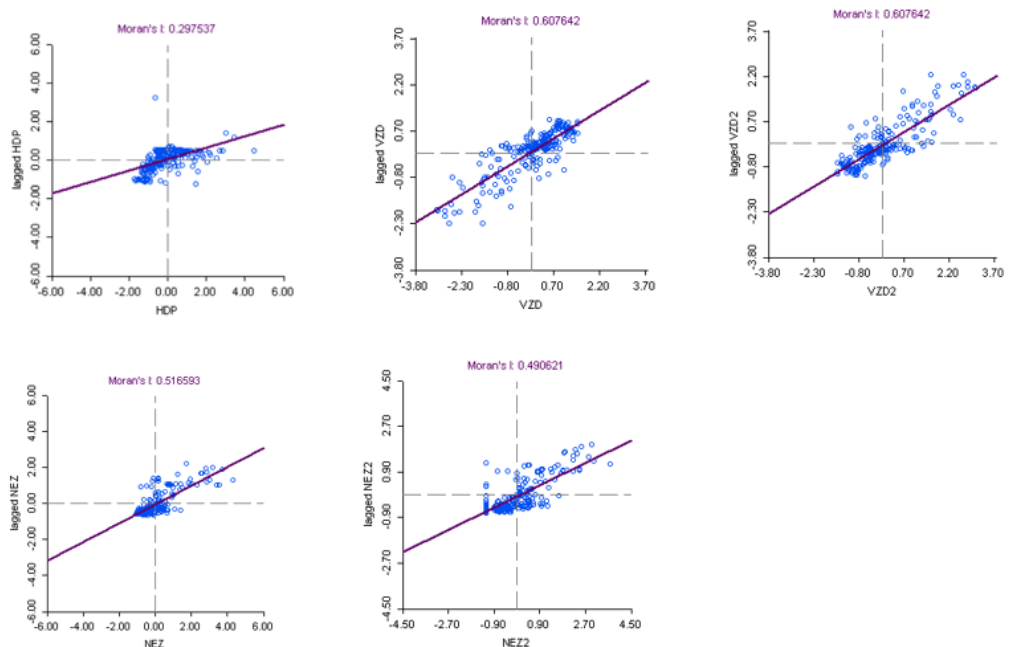 Moran's I: 0.297537
6.00
4.00
2.00
0.00
-2.00
-4.00
-6.00
lagged HDP
-6.00 -4.00 -2.00 0.00 2.00 4.00 6.00
HDP
Moran's I: 0.607642
3.70
2.20
0.70
-0.80
-2.30
-3.80
lagged VZD
-3.80 -2.30 -0.80 0.70 2.20 3.70
VZD
Moran's I: 0.607642
3.70
2.20
0.70
-0.80
-2.30
-3.80
lagged VZD2
-3.80 -2.30 -0.80 0.70 2.20 3.70
VZD2
Moran's I: 0.516593
6.00
4.00
2.00
0.00
-2.00
-4.00
-6.00
lagged NEZ
-6.00 -4.00 -2.00 0.00 2.00 4.00 6.00
NEZ
Moran's I: 0.490621
4.50
2.70
0.90
-0.90
-2.70
-4.50
lagged NEZ2
-4.50 -2.70 -0.90 0.90 2.70 4.50
NEZ2